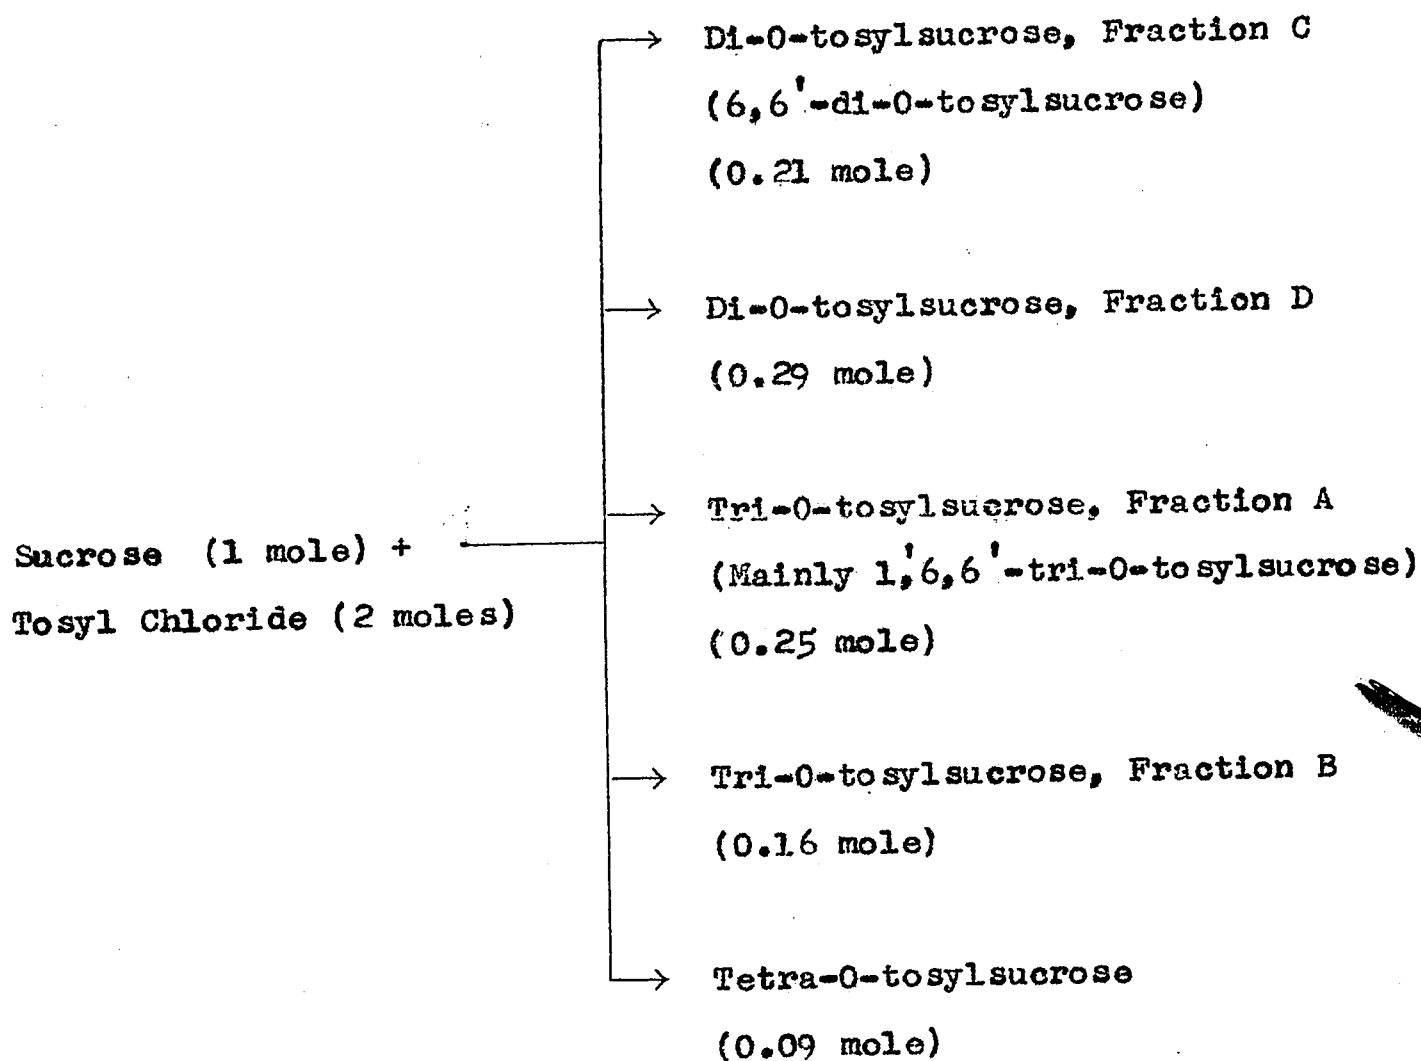 Di-O-tosylsucrose, Fraction C
(6,6'-di-O-tosylsucrose)
(0.21 mole)
Di-O-tosylsucrose, Fraction D
(0.29 mole)
Tri-O-tosylsucrose, Fraction A
(Mainly 1',6,6'-tri-O-tosylsucrose)
(0.25 mole)
Sucrose (1 mole) +
Tosyl Chloride (2 moles)
Tri-O-tosylsucrose, Fraction B
(0.16 mole)
Tetra-O-tosylsucrose
(0.09 mole)